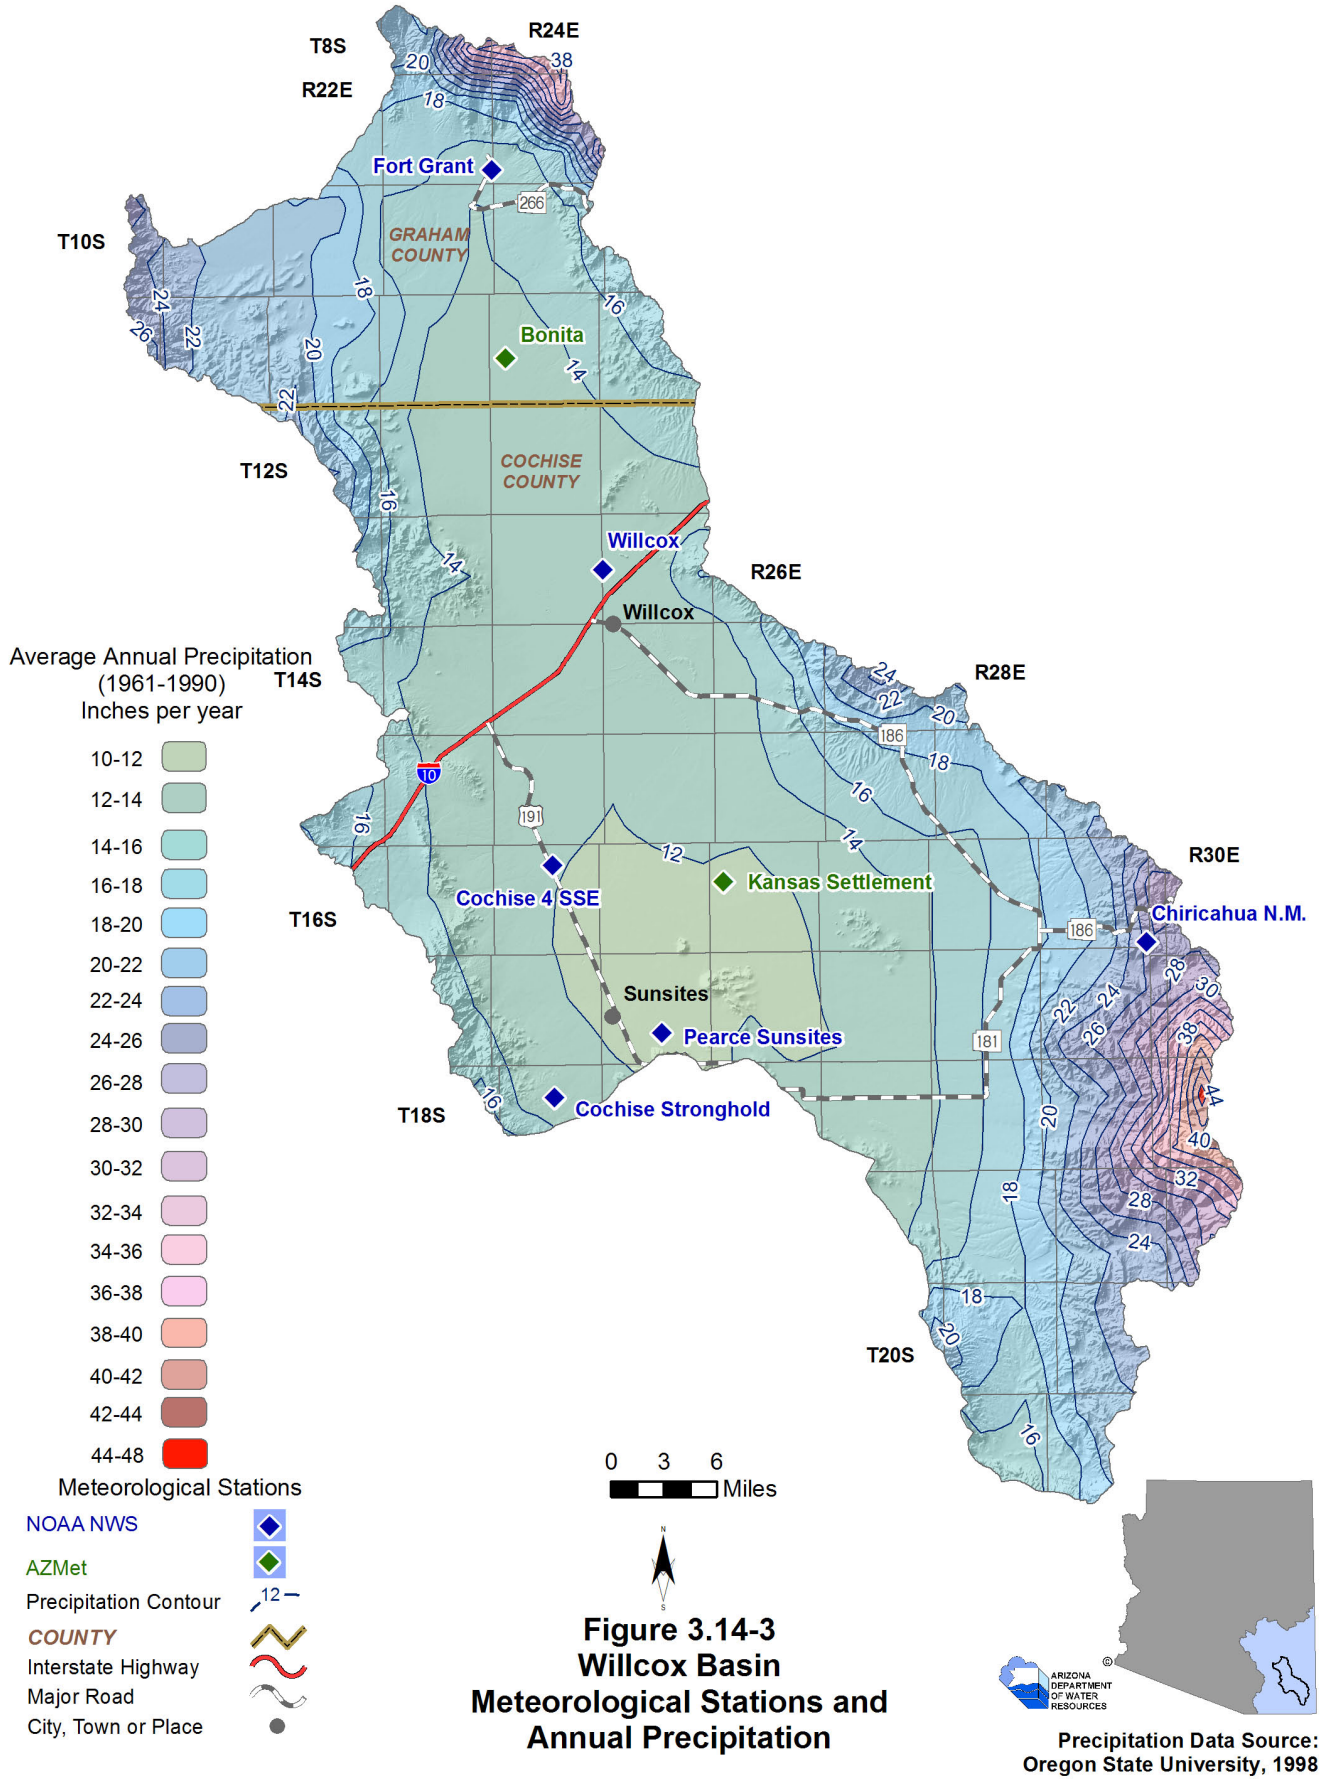 R24E
T8S
38
20
R22E
18
Fort Grant
266
T10S
GRAHAM
COUNTY
18
24
16
26
22
Bonita
20
14
22
COCHISE
COUNTY
T12S
16
Willcox
14
R26E
Willcox
Average Annual Precipitation
(1961-1990)
Inches per year
T14S
R28E
24
22
20
186
18
10
16
191
16
14
12
R30E
Kansas Settlement
Cochise 4 SSE
T16S
Chiricahua N.M.
186
28
30
Sunsites
24
22
26
38
Pearce Sunsites
181
16
44
Cochise Stronghold
T18S
20
40
32
18
28
24
18
20
T20S
16
10-12
12-14
14-16
16-18
18-20
20-22
22-24
24-26
26-28
28-30
30-32
32-34
34-36
36-38
38-40
40-42
42-44
44-48
Meteorological Stations
NOAA NWS
AZMet
Precipitation Contour
12
COUNTY
Interstate Highway
Major Road
City, Town or Place
0 3 6
Miles
N
S
Figure 3.14-3
Willcox Basin
Meteorological Stations and
Annual Precipitation
©
ARIZONA
DEPARTMENT
OF WATER
RESOURCES
Precipitation Data Source:
Oregon State University, 1998